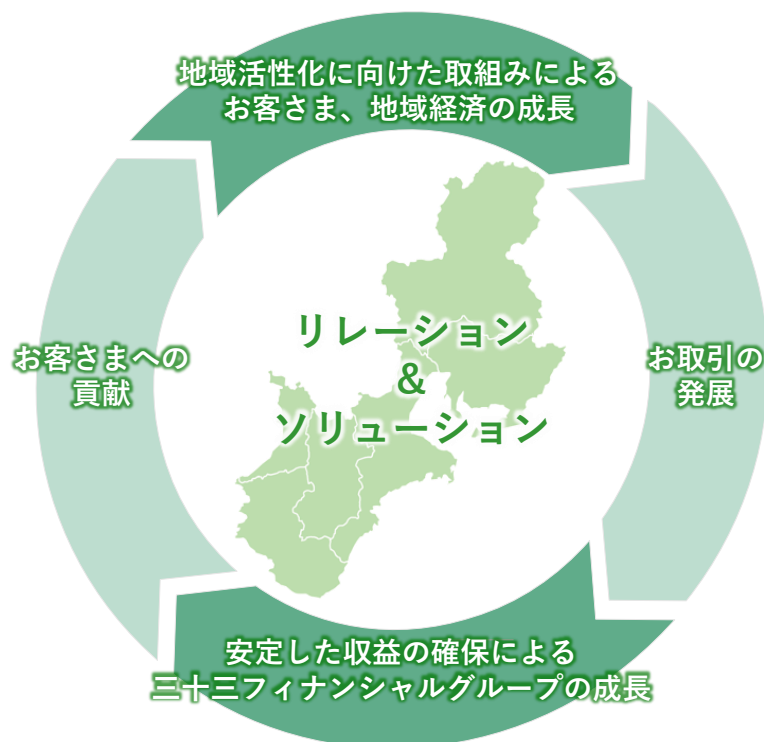 地域活性化に向けた取組みによる
お客さま、地域経済の成長
リレーション
&
ソリューション
お客さまへの
貢献
お取引の
発展
安定した収益の確保による
三十三フィナンシャルグループの成長